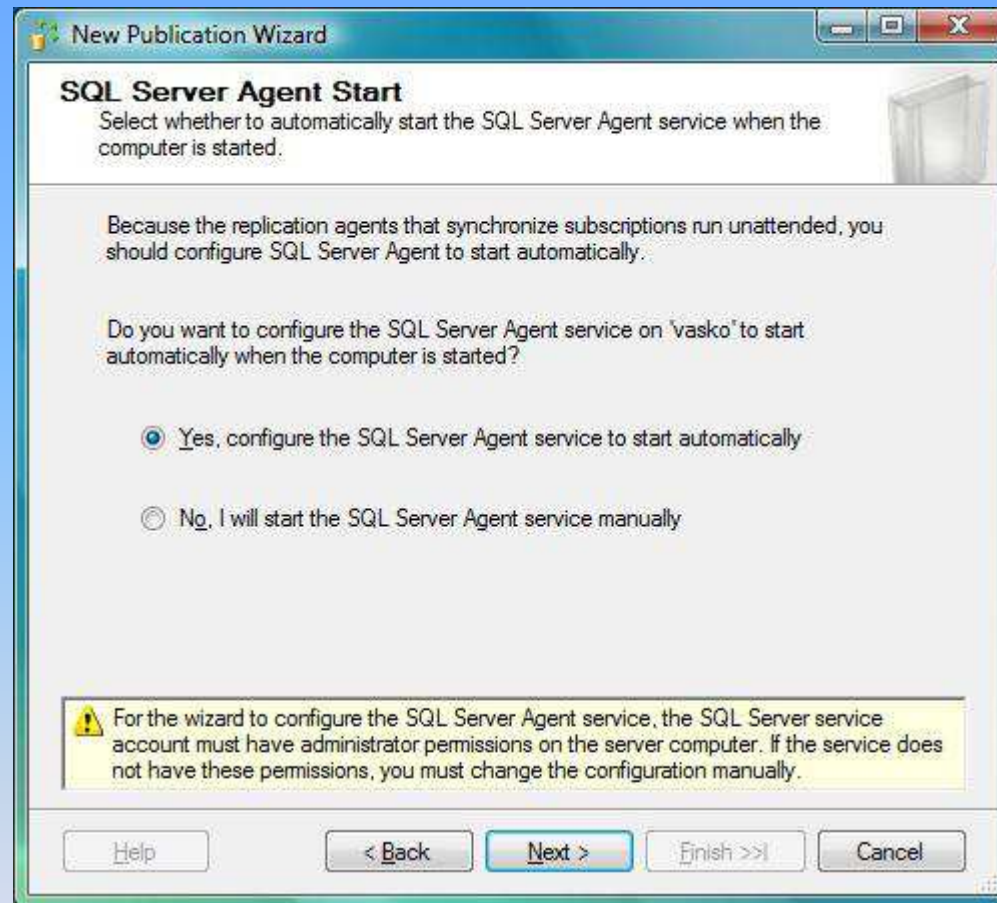 New Publication Wizard
SQL Server Agent Start
Select whether to automatically start the SQL Server Agent service when the
computer is started.
Because the replication agents that synchronize subscriptions run unattended, you
should configure SQL Server Agent to start automatically.
Do you want to configure the SQL Server Agent service on 'vasko' to start
automatically when the computer is started?
Yes, configure the SQL Server Agent service to start automatically
No, I will start the SQL Server Agent service manually
For the wizard to configure the SQL Server Agent service, the SQL Server service
account must have administrator permissions on the server computer. If the service does
not have these permissions, you must change the configuration manually.
Help
< Back
Next >
Finish >>|
Cancel